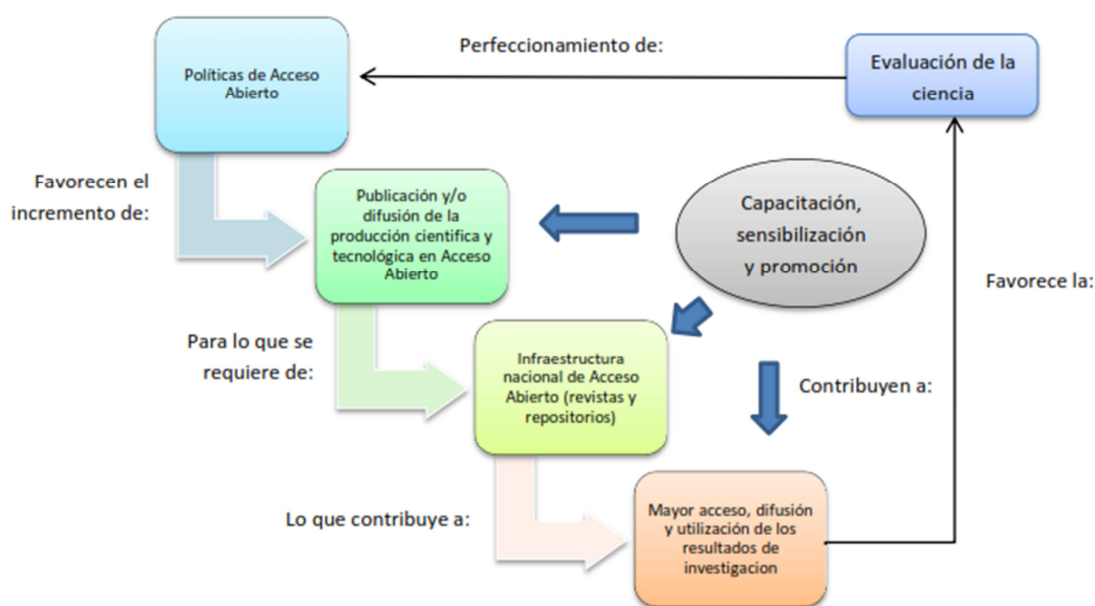 Perfeccionamiento de:
Políticas de Acceso
Abierto
Evaluación de la
ciencia
Favorecen el
incremento de:
Publicación y/o
difusión de la
producción cientifica y
tecnológica en Acceso
Abierto
Capacitación,
sensibilización
y promoción
Favorece la:
Para lo que se
requiere de:
Infraestructura
nacional de Acceso
Abierto (revistas y
repositorios)
Contribuyen a:
Lo que contribuye a:
Mayor acceso, difusión
y utilización de los
resultados de
investigacion